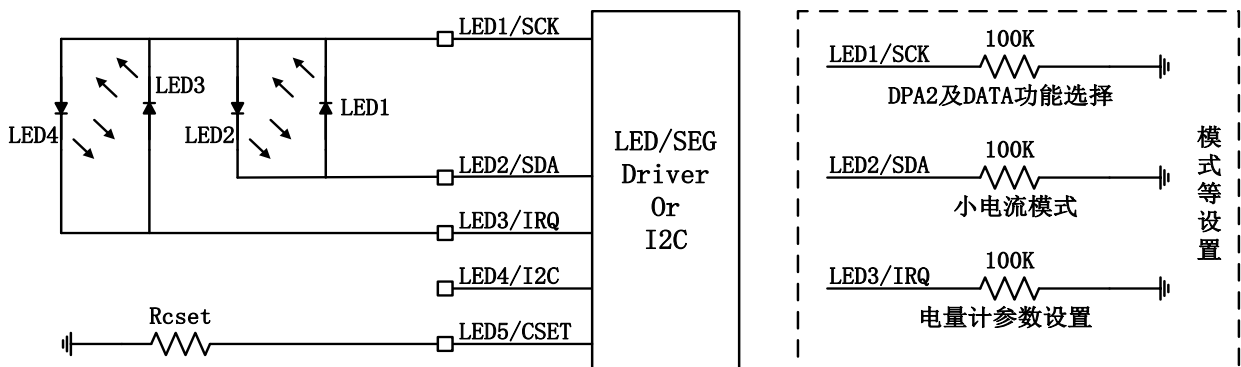 LED1/SCK
LED3
LED1
LED4
LED2
LED2/SDA
LED3/IRQ
LED4/I2C
Rcset
LED5/CSET
LED/SEG
Driver
Or
I2C
100K
LED1/SCK
DPA2及DATA功能选择
100K
LED2/SDA
小电流模式
100K
LED3/IRQ
电量计参数设置
模式等设置